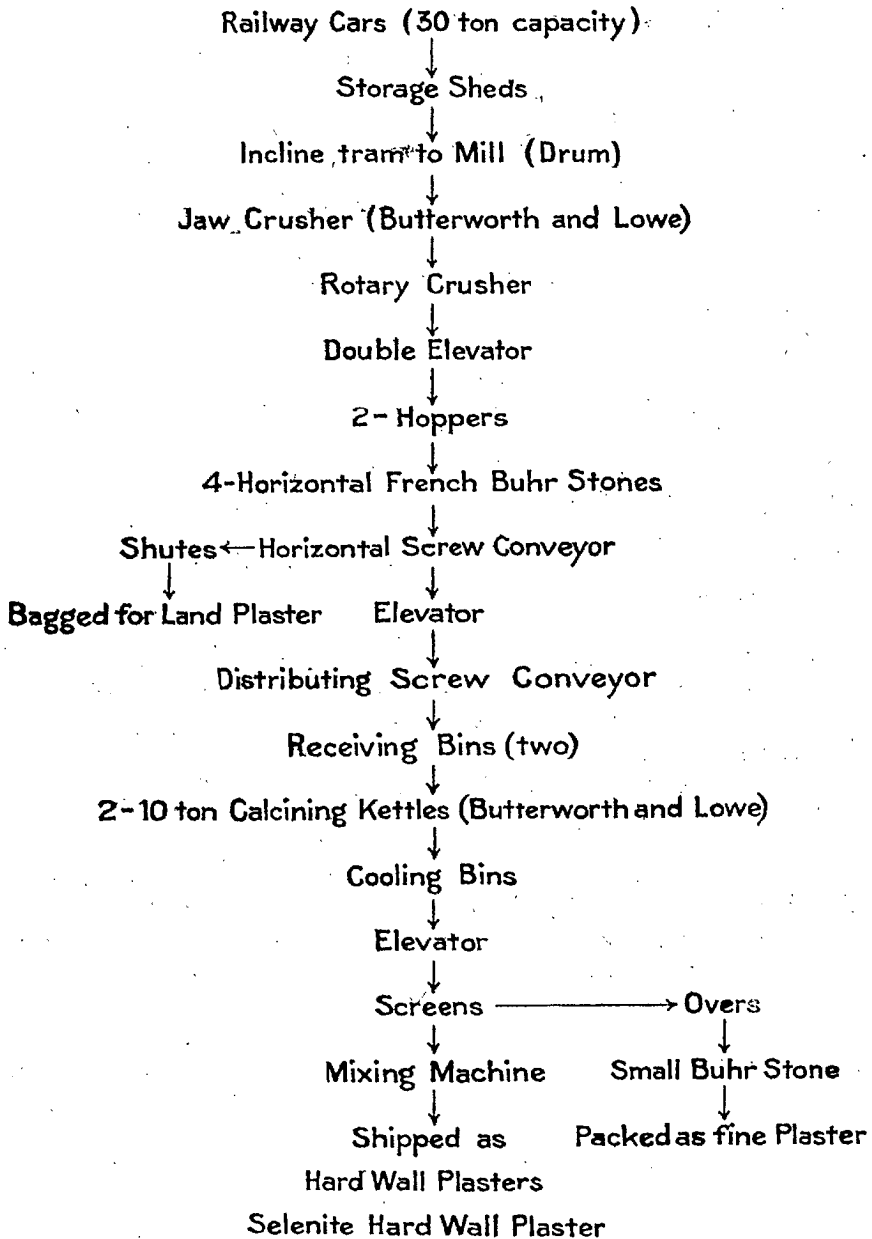 Railway Cars (30 ton capacity)
Storage Sheds
Incline tram to Mill (Drum)
Jaw Crusher (Butterworth and Lowe)
Rotary Crusher
Double Elevator
2-Hoppers
4-Horizontal French Buhr Stones
Shutes←Horizontal Screw Conveyor
Bagged for Land Plaster Elevator
Distributing Screw Conveyor
Receiving Bins (two)
2-10 ton Calcining Kettles (Butterworth and Lowe)
Cooling Bins
Elevator
Screens → Overs
Mixing Machine Small Buhr Stone
Shipped as Packed as fine Plaster
Hard Wall Plasters
Selenite Hard Wall Plaster